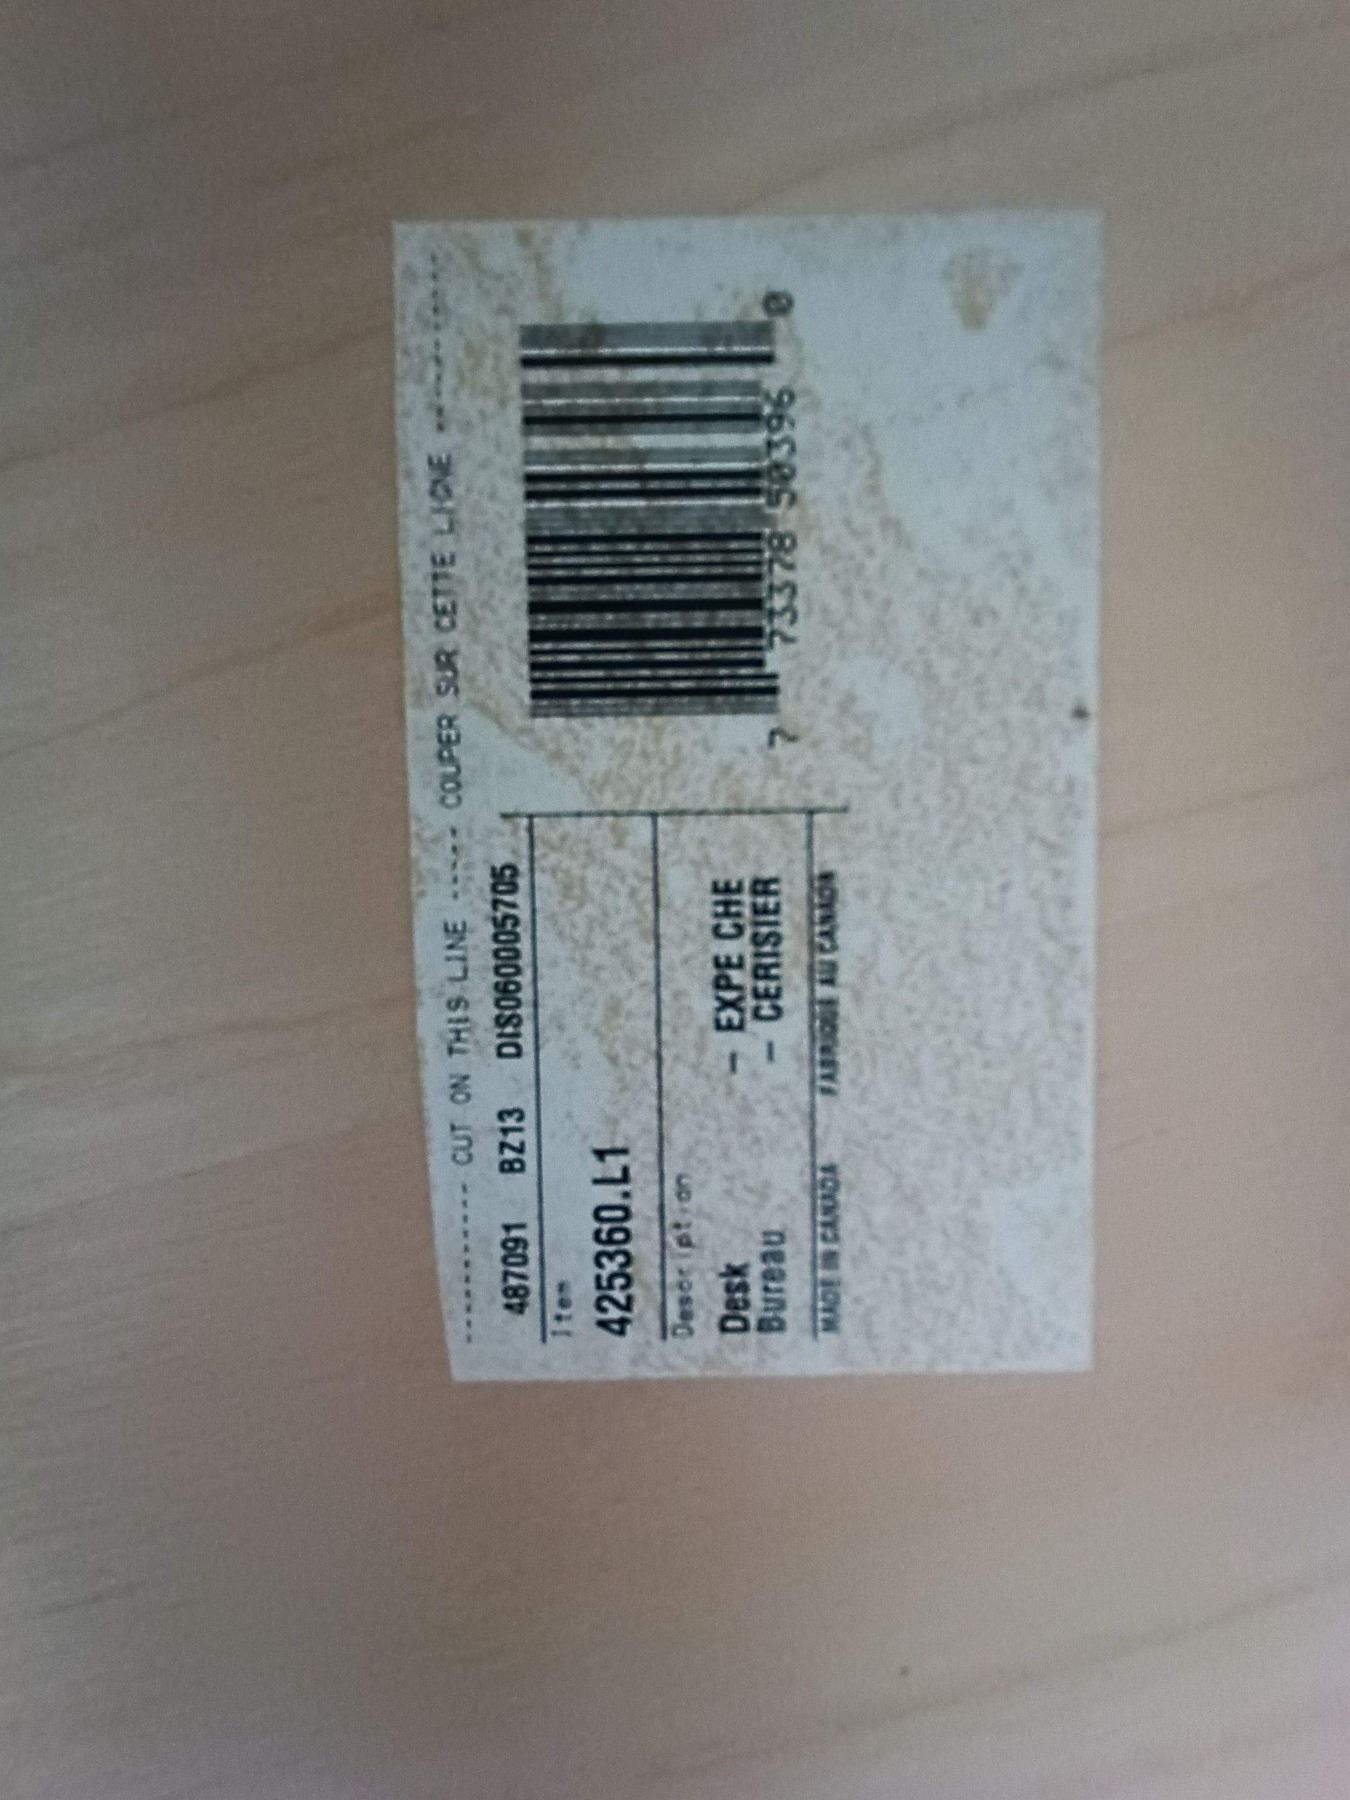 ---------- CUT ON THIS LINE ----- COUPER SUR CETTE LIGNE -----------
487091 BZ13 DIS060005705
Item
425360.L1
Description
Desk - EXPE CHE
Bureau - CERISIER
MADE IN CANADA FABRIQUÉ AU CANADA
7 73378 50396 0